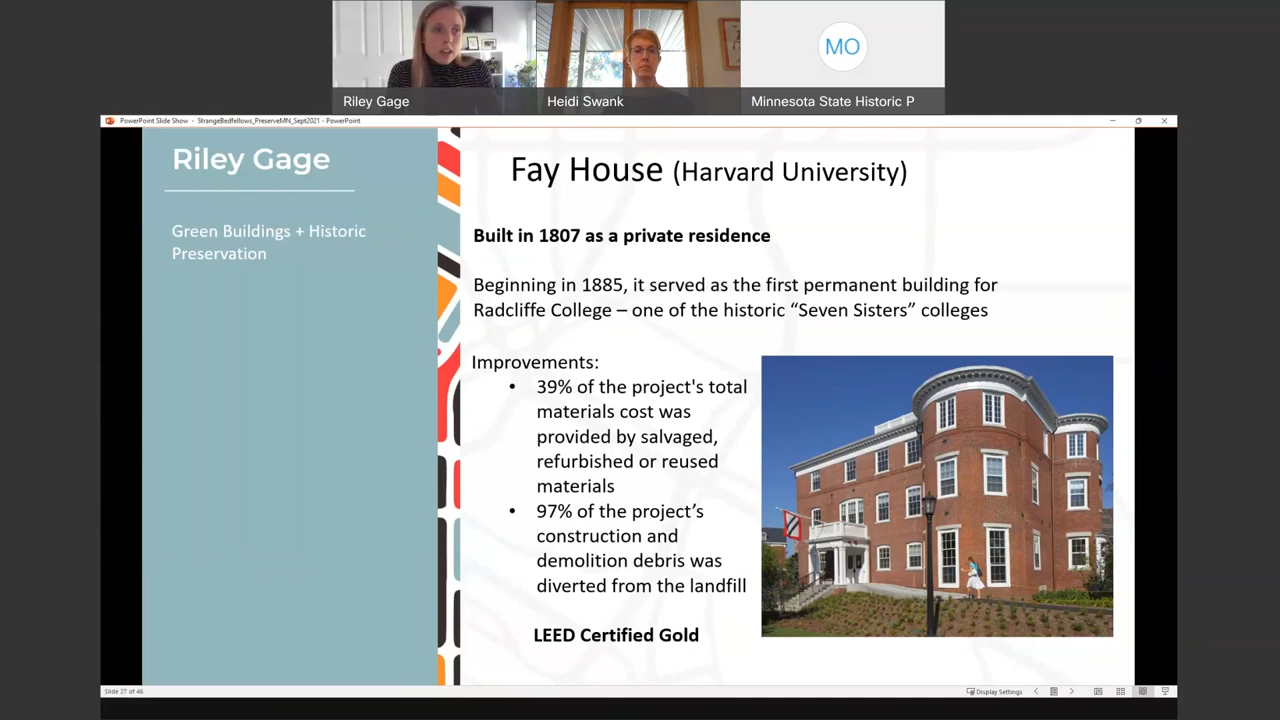 MO
Riley Gage
Heidi Swank
Minnesota State Historic P
PowerPoint Slide Show - StrangeBedfellows_PreserveMN_Sept2021 - PowerPoint
Riley Gage
Green Buildings + Historic
Preservation
Fay House (Harvard University)
Built in 1807 as a private residence
Beginning in 1885, it served as the first permanent building for
Radcliffe College – one of the historic “Seven Sisters” colleges
Improvements:
• 39% of the project's total
materials cost was
provided by salvaged,
refurbished or reused
materials
• 97% of the project’s
construction and
demolition debris was
diverted from the landfill
LEED Certified Gold
Slide 27 of 46
Display Settings